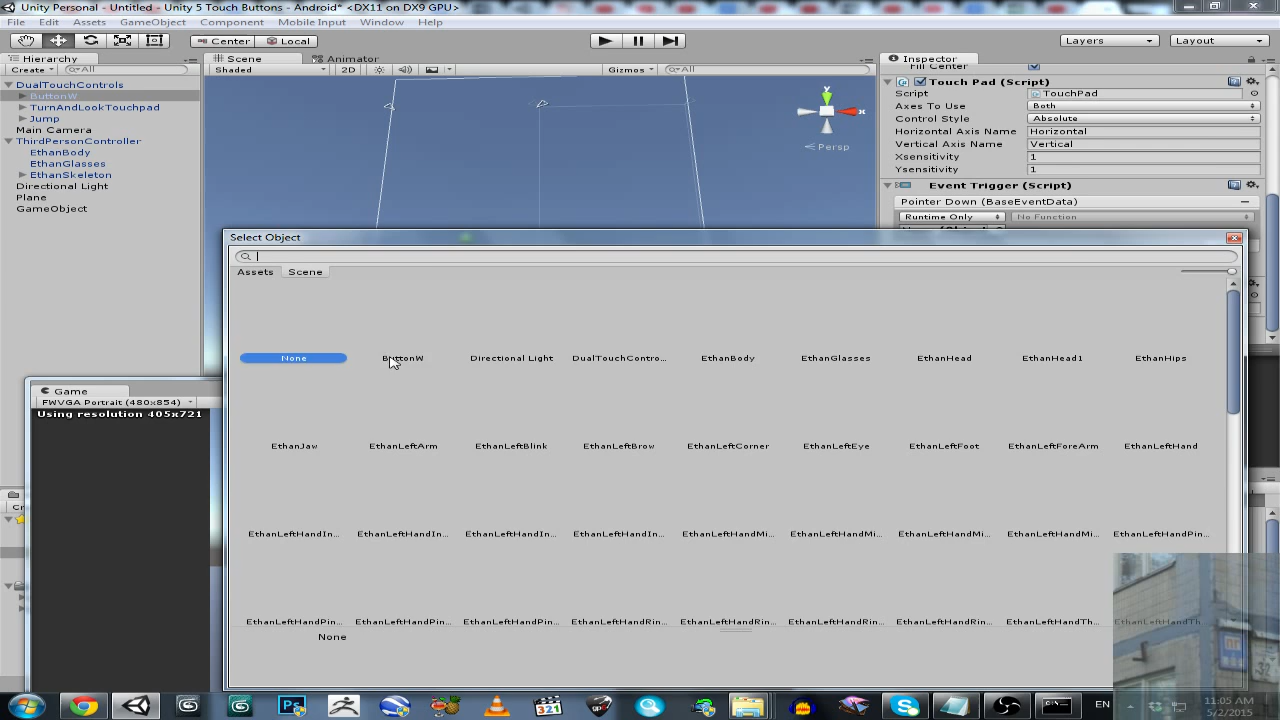 Unity Personal - Untitled - Unity 5 Touch Buttons - Android* <DX11 on DX9 GPU>
File Edit Assets GameObject Component Mobile Input Window Help
Center Local Layers Layout
Hierarchy
Create All
DualTouchControls
ButtonW
TurnAndLookTouchpad
Jump
Main Camera
ThirdPersonController
EthanBody
EthanGlasses
EthanSkeleton
Directional Light
Plane
GameObject
Scene Animator
Shaded 2D Gizmos All
y
x
Persp
Inspector
Fill Center
Touch Pad (Script)
Script TouchPad
Axes To Use Both
Control Style Absolute
Horizontal Axis Name Horizontal
Vertical Axis Name Vertical
Xsensitivity 1
Ysensitivity 1
Event Trigger (Script)
Pointer Down (BaseEventData)
Runtime Only No Function
Select Object
Assets Scene
None ButtonW Directional Light DualTouchContro... EthanBody EthanGlasses EthanHead EthanHead1 EthanHips
EthanJaw EthanLeftArm EthanLeftBlink EthanLeftBrow EthanLeftCorner EthanLeftEye EthanLeftFoot EthanLeftForeArm EthanLeftHand
EthanLeftHandIn... EthanLeftHandIn... EthanLeftHandIn... EthanLeftHandIn... EthanLeftHandMi... EthanLeftHandMi... EthanLeftHandMi... EthanLeftHandMi... EthanLeftHandPin...
EthanLeftHandPin... EthanLeftHandPin... EthanLeftHandPin... EthanLeftHandRin... EthanLeftHandRin... EthanLeftHandRin... EthanLeftHandRin... EthanLeftHandTh... EthanLeftHandTh
None
Game
FWVGA Portrait (480x854)
Using resolution 405x721
Cr
321
EN
11:05 AM
5/2/2015